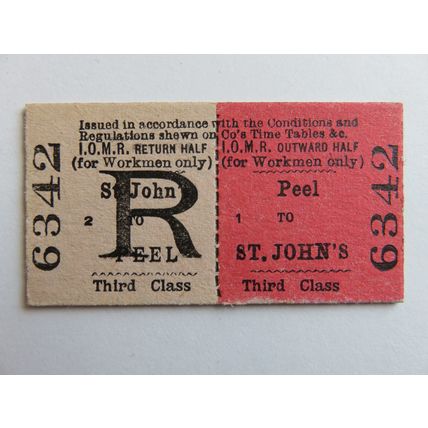 Issued in accordance with the Conditions and
Regulations shewn on Co's Time Tables &c.
I.O.M.R. RETURN HALF
(for Workmen only)
St John's
2 TO
PEEL
Third Class
R
6342
I.O.M.R. OUTWARD HALF
(for Workmen only)
Peel
1 TO
ST. JOHN'S
Third Class
6342